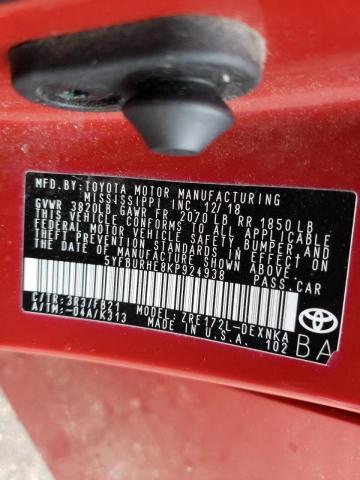 MFD.BY:TOYOTA MOTOR MANUFACTURING
MISSISSIPPI INC 12/18
GVWR 3820LB GAWR FR 2070LB RR 1850LB
THIS VEHICLE CONFORMS TO ALL APPLICABLE
FEDERAL MOTOR VEHICLE SAFETY, BUMPER, AND
THEFT PREVENTION STANDARDS IN EFFECT ON
THE DATE OF MANUFACTURE SHOWN ABOVE.
5YFBURHE8KP924938 PASS.CAR
C/TR:3R3/FB21 MODEL:ZRE172L-DEXNKA
A/TM:-04A/K313 MADE IN U.S.A. 102
TOYOTA
BA